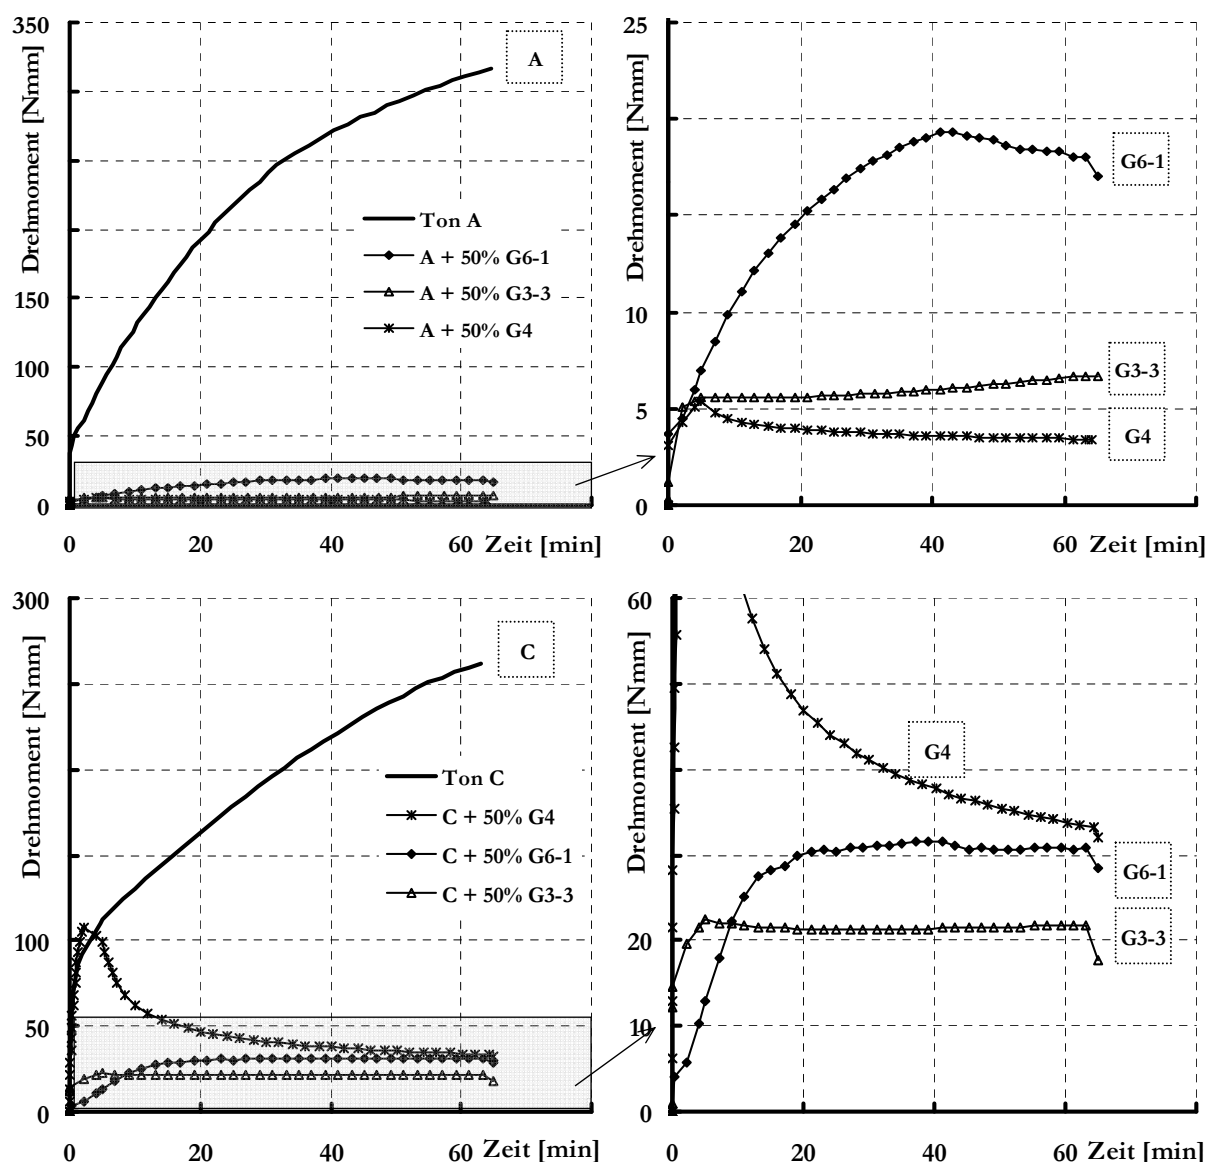 350
Drehmoment [Nmm]
A
Ton A
A + 50% G6-1
A + 50% G3-3
A + 50% G4
150
100
50
0
0 20 40 60 Zeit [min]
25
Drehmoment [Nmm]
G6-1
10
G3-3
5
G4
0
0 20 40 60 Zeit [min]
300
Drehmoment [Nmm]
C
Ton C
C + 50% G4
C + 50% G6-1
C + 50% G3-3
100
50
0
0 20 40 60 Zeit [min]
60
Drehmoment [Nmm]
G4
G6-1
20
G3-3
10
0
0 20 40 60 Zeit [min]